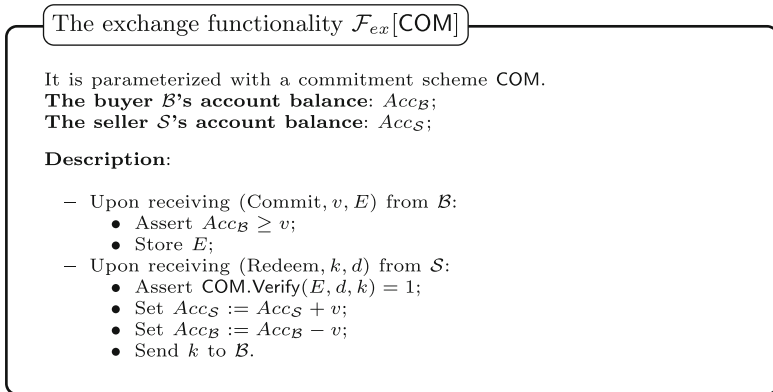 The exchange functionality 𝓕ₑₓ[COM]
It is parameterized with a commitment scheme COM.
The buyer 𝓑's account balance: Acc_𝓑;
The seller 𝓢's account balance: Acc_𝓢;
Description:
– Upon receiving (Commit, v, E) from 𝓑:
• Assert Acc_𝓑 ≥ v;
• Store E;
– Upon receiving (Redeem, k, d) from 𝓢:
• Assert COM.Verify(E, d, k) = 1;
• Set Acc_𝓢 := Acc_𝓢 + v;
• Set Acc_𝓑 := Acc_𝓑 − v;
• Send k to 𝓑.